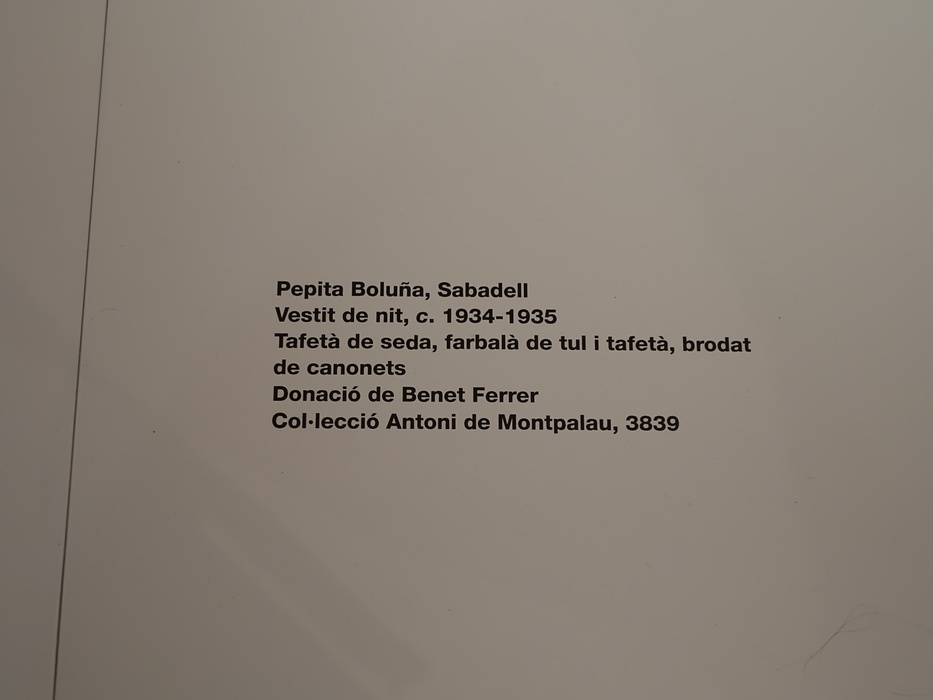 Pepita Boluña, Sabadell
Vestit de nit, c. 1934-1935
Tafetà de seda, farbalà de tul i tafetà, brodat
de canonets
Donació de Benet Ferrer
Col·lecció Antoni de Montpalau, 3839